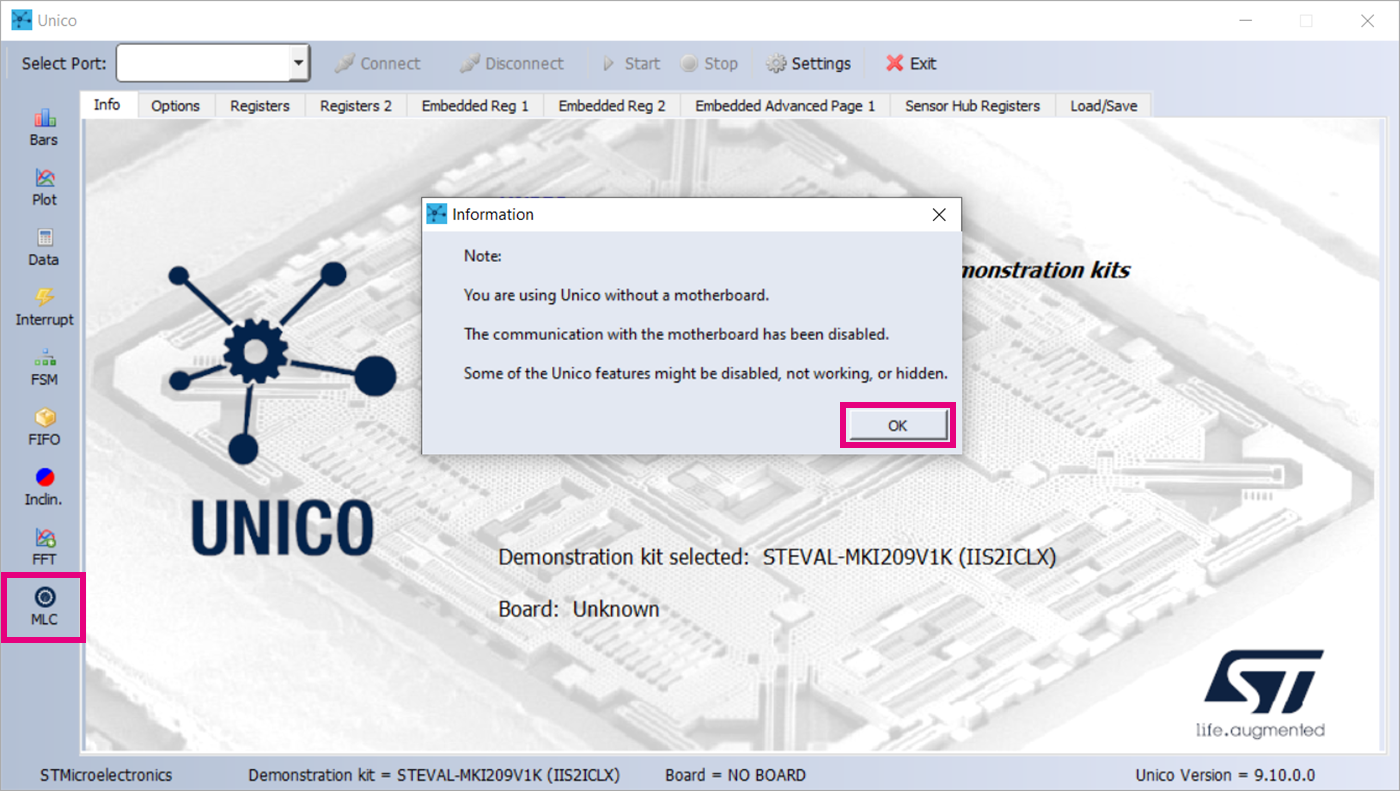 Unico
Select Port:
Connect
Disconnect
Start
Stop
Settings
Exit
Info
Options
Registers
Registers 2
Embedded Reg 1
Embedded Reg 2
Embedded Advanced Page 1
Sensor Hub Registers
Load/Save
Bars
Plot
Data
Interrupt
FSM
FIFO
Inclin.
FFT
MLC
Information
Note:
You are using Unico without a motherboard.
The communication with the motherboard has been disabled.
Some of the Unico features might be disabled, not working, or hidden.
OK
monstration kits
UNICO
Demonstration kit selected: STEVAL-MKI209V1K (IIS2ICLX)
Board: Unknown
ST
life.augmented
STMicroelectronics
Demonstration kit = STEVAL-MKI209V1K (IIS2ICLX)
Board = NO BOARD
Unico Version = 9.10.0.0